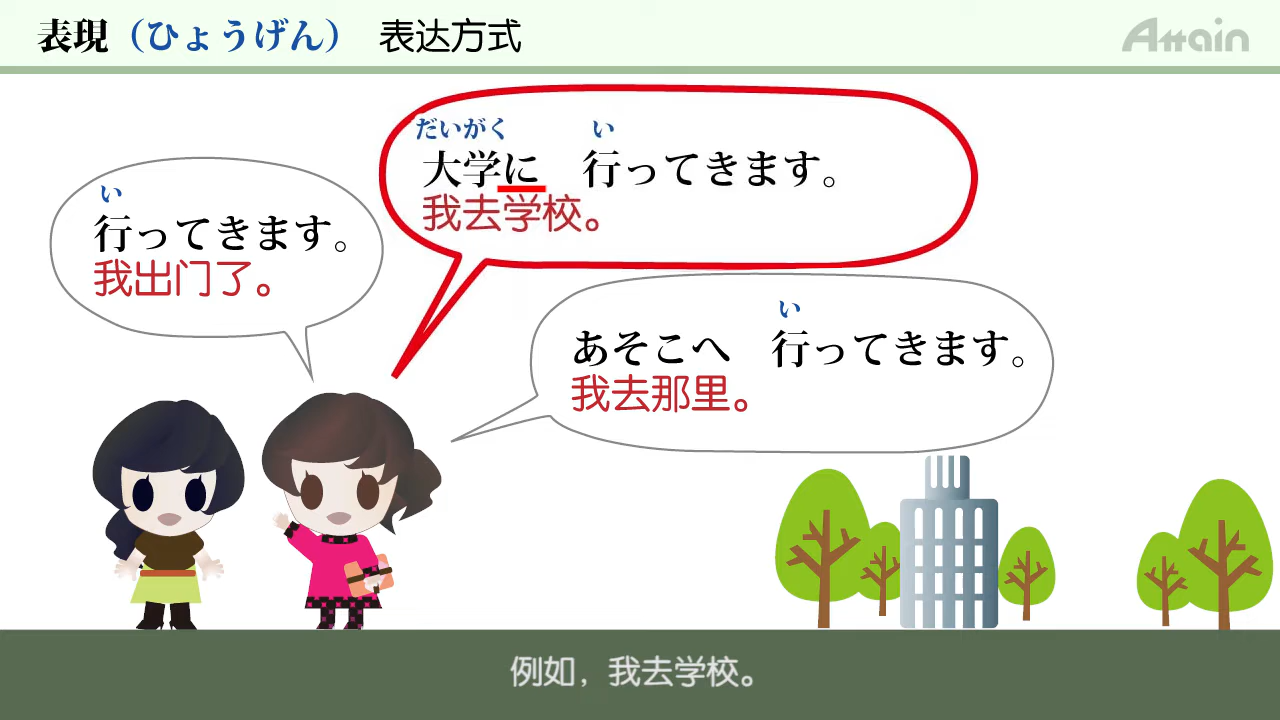 表現（ひょうげん） 表达方式
Attain
だいがく い
大学に 行ってきます。
我去学校。
い
行ってきます。
我出门了。
い
あそこへ 行ってきます。
我去那里。
例如，我去学校。